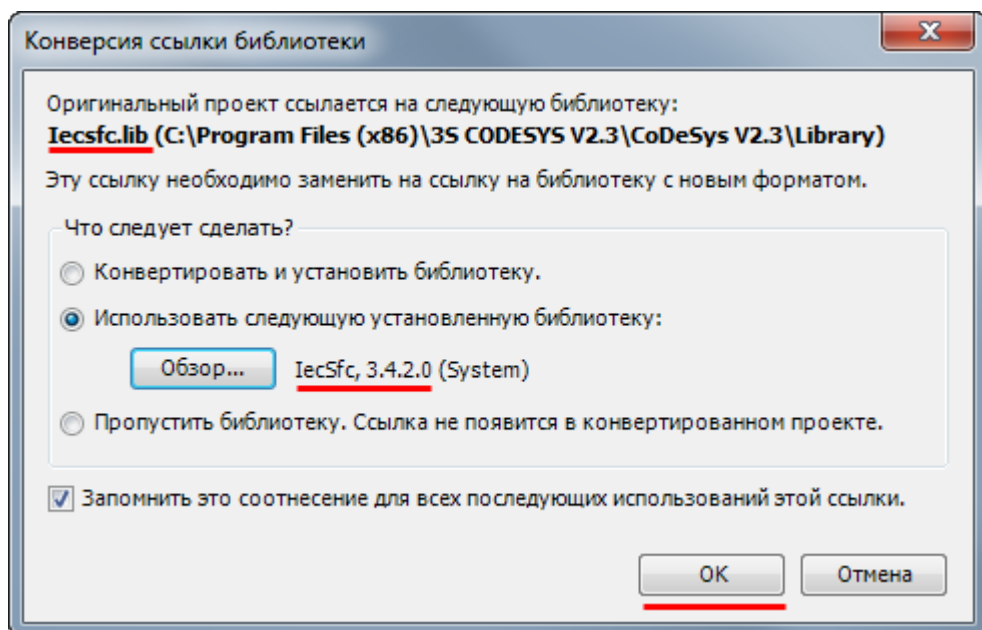 Конверсия ссылки библиотеки
Оригинальный проект ссылается на следующую библиотеку:
Iecsfc.lib (C:\Program Files (x86)\3S CODESYS V2.3\CoDeSys V2.3\Library)
Эту ссылку необходимо заменить на ссылку на библиотеку с новым форматом.
Что следует сделать?
Конвертировать и установить библиотеку.
Использовать следующую установленную библиотеку:
Обзор... IecSfc, 3.4.2.0 (System)
Пропустить библиотеку. Ссылка не появится в конвертированном проекте.
Запомнить это соотнесение для всех последующих использований этой ссылки.
ОК Отмена